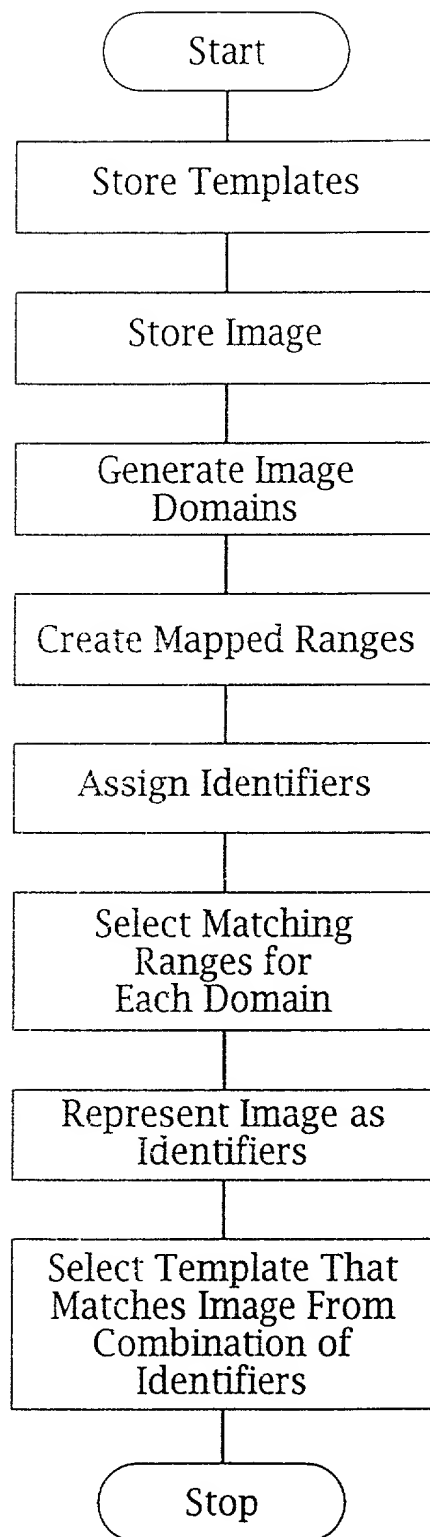 Start
Store Templates
Store Image
Generate Image
Domains
Create Mapped Ranges
Assign Identifiers
Select Matching
Ranges for
Each Domain
Represent Image as
Identifiers
Select Template That
Matches Image From
Combination of
Identifiers
Stop